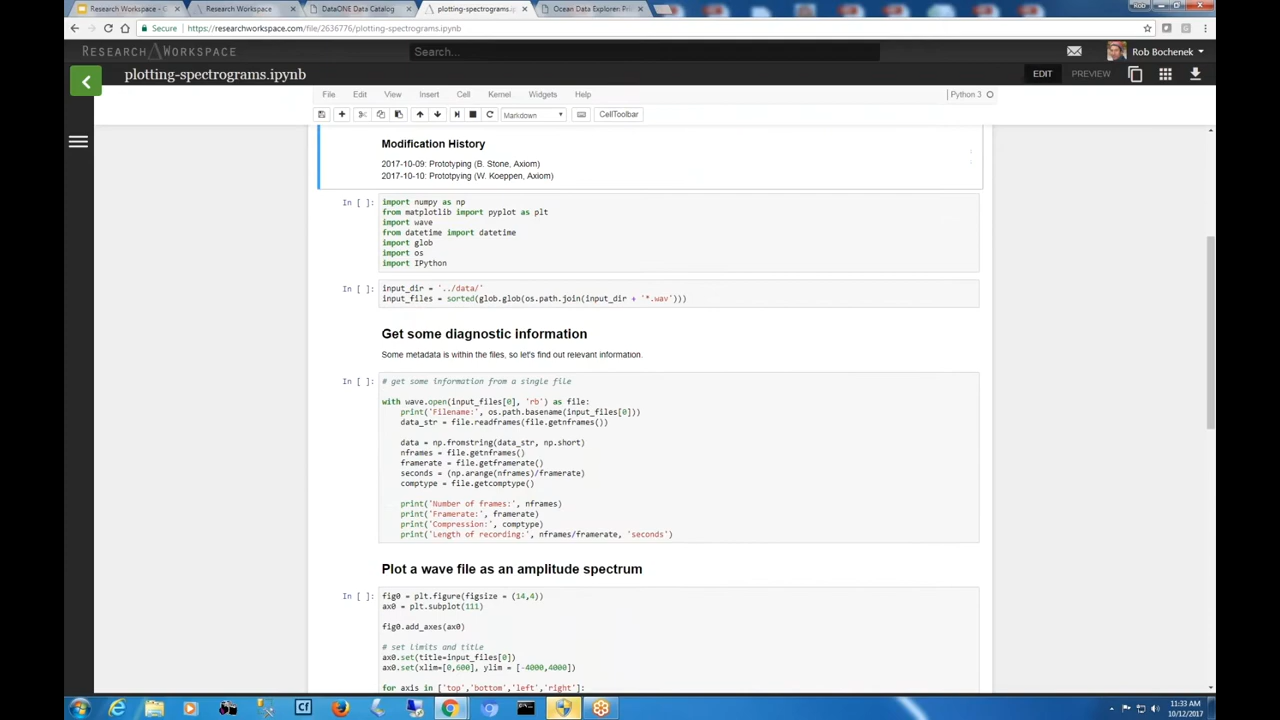 Research Workspace - G
Research Workspace
DataONE Data Catalog
plotting-spectrograms.ip
Ocean Data Explorer: Pri
Rob
Secure
https://researchworkspace.com/file/2636776/plotting-spectrograms.ipynb
RESEARCH WORKSPACE
Search...
Rob Bochenek
plotting-spectrograms.ipynb
EDIT
PREVIEW
File Edit View Insert Cell Kernel Widgets Help
Python 3
Markdown
CellToolbar
Modification History
2017-10-09: Prototyping (B. Stone, Axiom)
2017-10-10: Prototpying (W. Koeppen, Axiom)
In [ ]:
import numpy as np
from matplotlib import pyplot as plt
import wave
from datetime import datetime
import glob
import os
import IPython
In [ ]:
input_dir = '../data/'
input_files = sorted(glob.glob(os.path.join(input_dir + '*.wav')))
Get some diagnostic information
Some metadata is within the files, so let's find out relevant information.
In [ ]:
# get some information from a single file
with wave.open(input_files[0], 'rb') as file:
print('Filename:', os.path.basename(input_files[0]))
data_str = file.readframes(file.getnframes())
data = np.fromstring(data_str, np.short)
nframes = file.getnframes()
framerate = file.getframerate()
seconds = (np.arange(nframes)/framerate)
comptype = file.getcomptype()
print('Number of frames:', nframes)
print('Framerate:', framerate)
print('Compression:', comptype)
print('Length of recording:', nframes/framerate, 'seconds')
Plot a wave file as an amplitude spectrum
In [ ]:
fig0 = plt.figure(figsize = (14,4))
ax0 = plt.subplot(111)
fig0.add_axes(ax0)
# set limits and title
ax0.set(title=input_files[0])
ax0.set(xlim=[0,600], ylim = [-4000,4000])
for axis in ['top','bottom','left','right']:
11:33 AM
10/12/2017